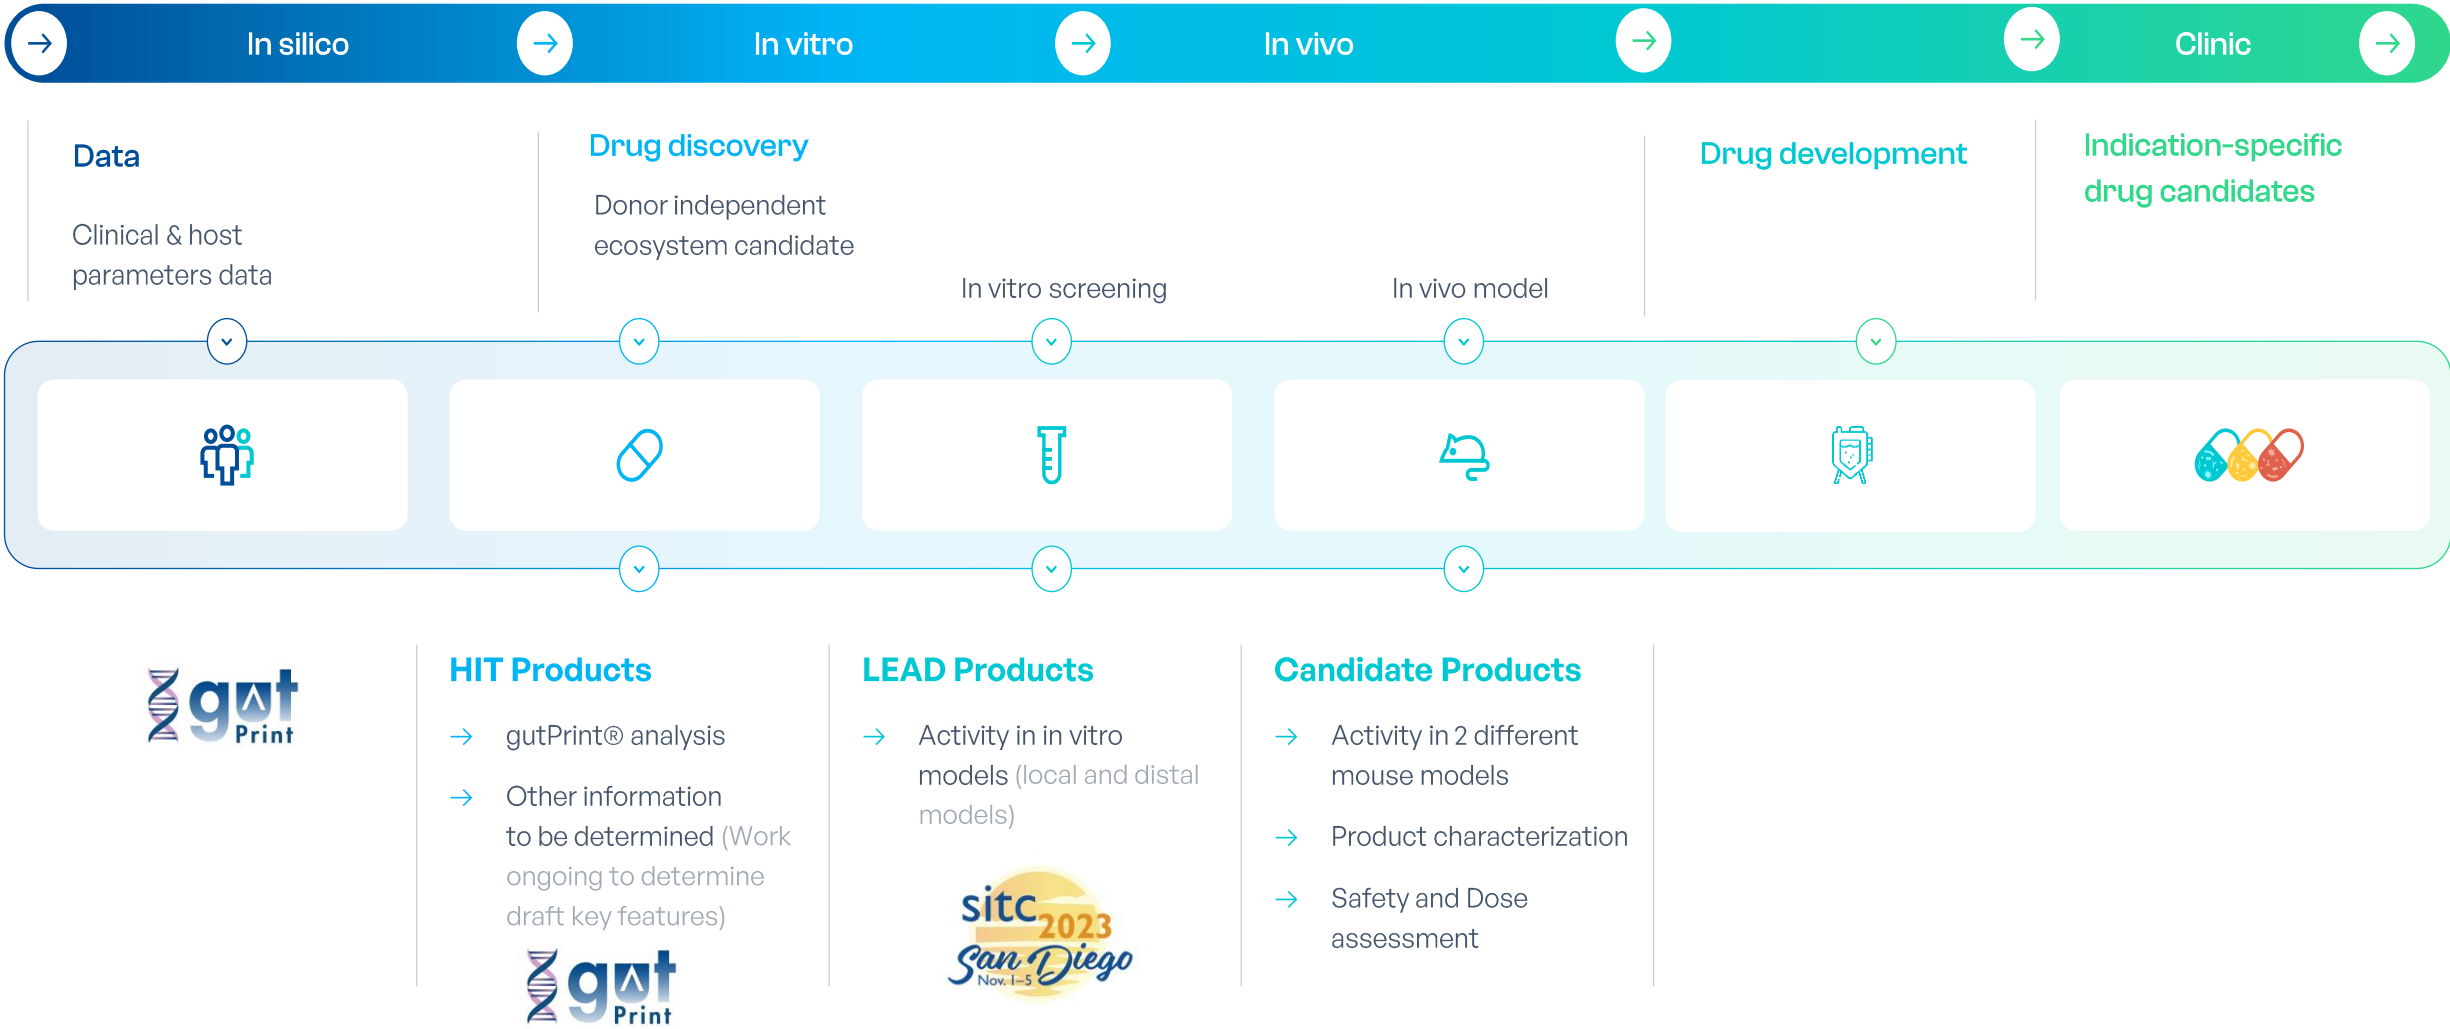 In silico
In vitro
In vivo
Clinic
Data
Clinical & host
parameters data
Drug discovery
Donor independent
ecosystem candidate
In vitro screening
In vivo model
Drug development
Indication-specific
drug candidates
gut
Print
HIT Products
gutPrint® analysis
Other information
to be determined (Work
ongoing to determine
draft key features)
gut
Print
LEAD Products
Activity in in vitro
models (local and distal
models)
sitc
2023
San Diego
Nov. 1–5
Candidate Products
Activity in 2 different
mouse models
Product characterization
Safety and Dose
assessment